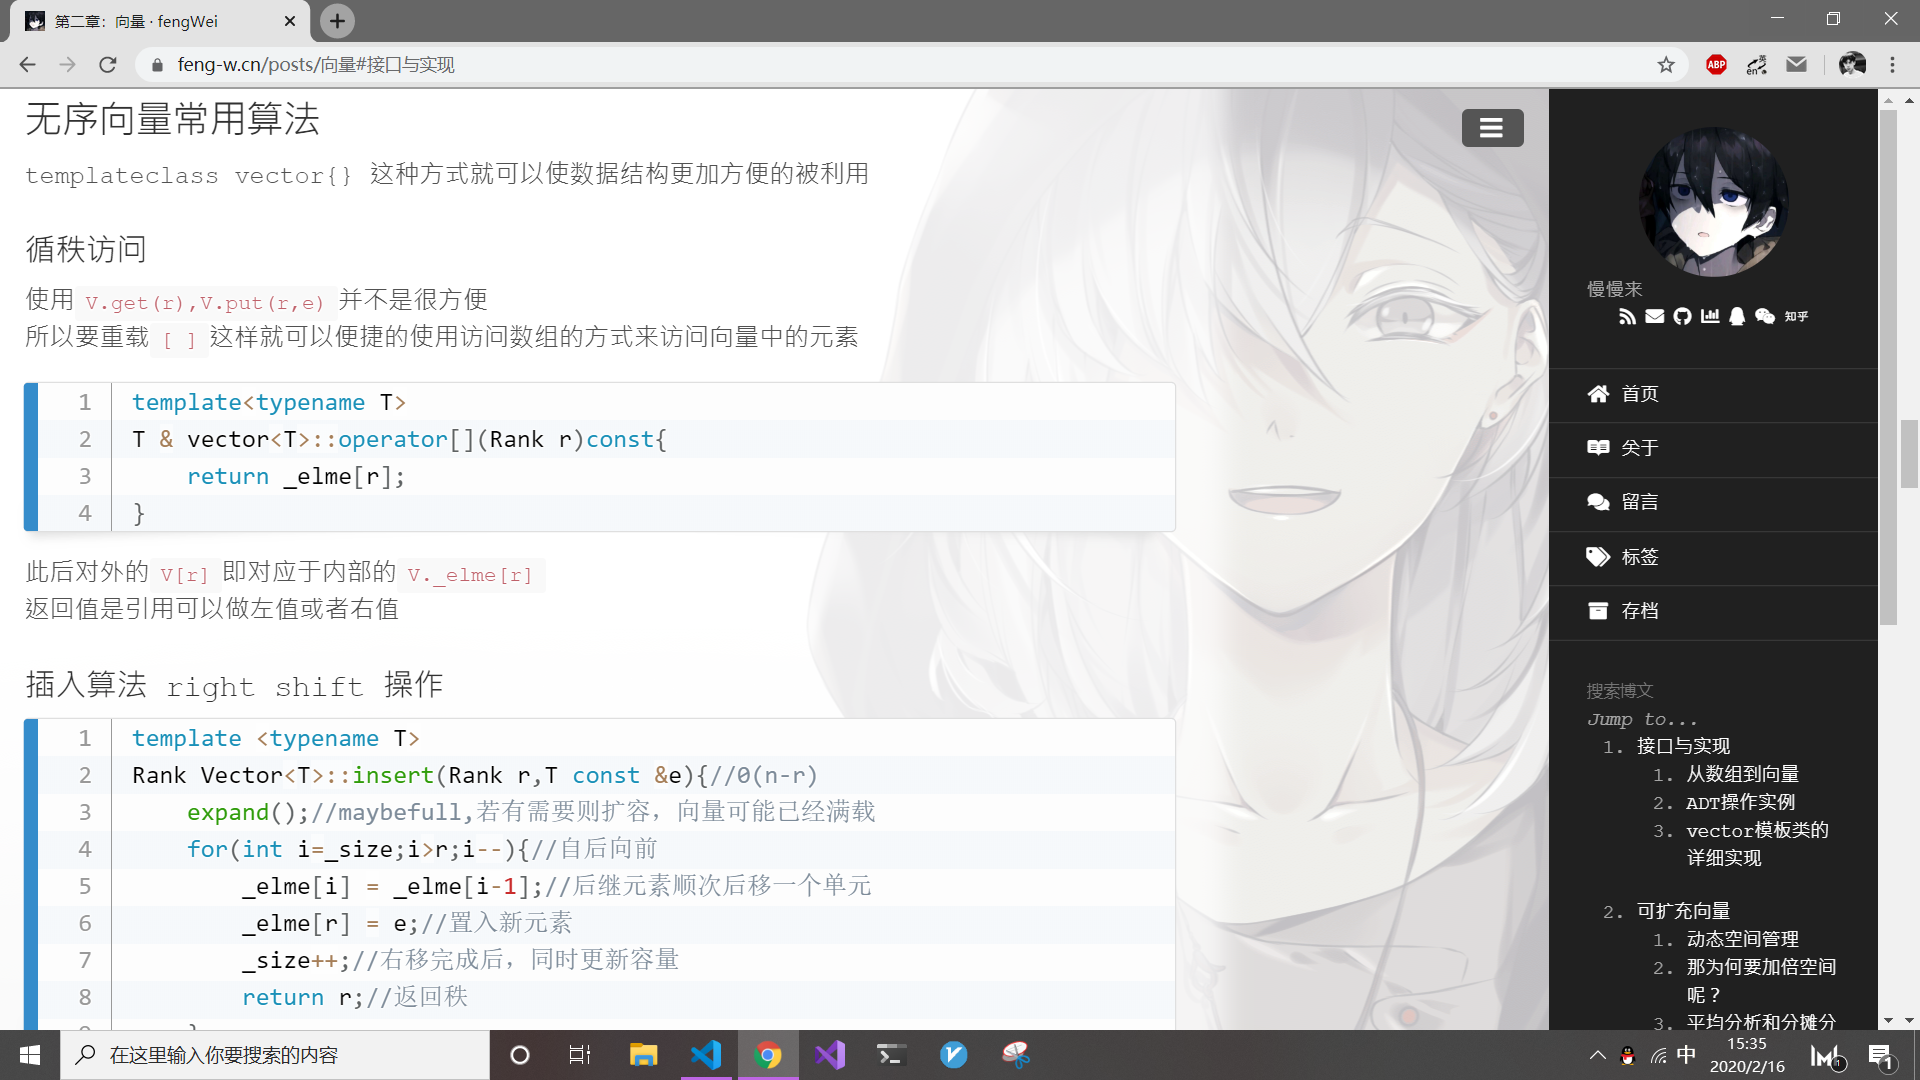 第二章：向量 · fengWei
feng-w.cn/posts/向量#接口与实现
ABP
英
en
无序向量常用算法
templateclass vector{} 这种方式就可以使数据结构更加方便的被利用
循秩访问
使用 V.get(r),V.put(r,e) 并不是很方便
所以要重载 [ ] 这样就可以便捷的使用访问数组的方式来访问向量中的元素
1 template<typename T>
2 T & vector<T>::operator[](Rank r)const{
3 return _elme[r];
4 }
此后对外的 V[r] 即对应于内部的 V._elme[r]
返回值是引用可以做左值或者右值
插入算法 right shift 操作
1 template <typename T>
2 Rank Vector<T>::insert(Rank r,T const &e){//O(n-r)
3 expand();//maybefull,若有需要则扩容，向量可能已经满载
4 for(int i=_size;i>r;i--){//自后向前
5 _elme[i] = _elme[i-1];//后继元素顺次后移一个单元
6 _elme[r] = e;//置入新元素
7 _size++;//右移完成后，同时更新容量
8 return r;//返回秩
慢慢来
知乎
首页
关于
留言
标签
存档
搜索博文
Jump to...
1. 接口与实现
1. 从数组到向量
2. ADT操作实例
3. vector模板类的
详细实现
2. 可扩充向量
1. 动态空间管理
2. 那为何要加倍空间
呢？
3. 平均分析和分摊分
在这里输入你要搜索的内容
中
15:35
2020/2/16
1